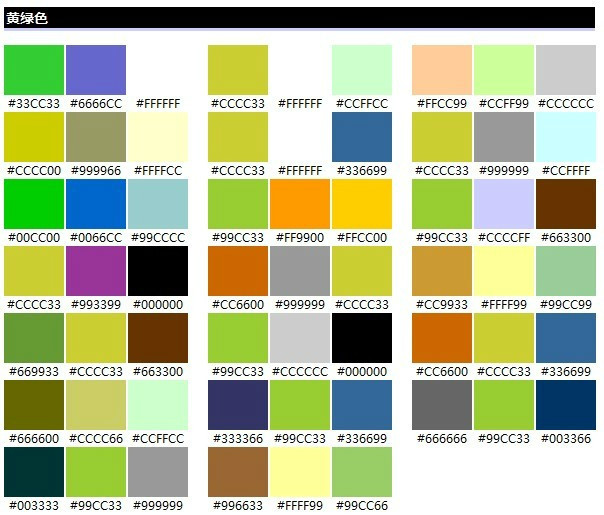 黄绿色
#33CC33 #6666CC #FFFFFF #CCCC33 #FFFFFF #CCFFCC #FFCC99 #CCFF99 #CCCCCC
#CCCC00 #999966 #FFFFCC #CCCC33 #FFFFFF #336699 #CCCC33 #999999 #CCFFFF
#00CC00 #0066CC #99CCCC #99CC33 #FF9900 #FFCC00 #99CC33 #CCCCFF #663300
#CCCC33 #993399 #000000 #CC6600 #999999 #CCCC33 #CC9933 #FFFF99 #99CC99
#669933 #CCCC33 #663300 #99CC33 #CCCCCC #000000 #CC6600 #CCCC33 #336699
#666600 #CCCC66 #CCFFCC #333366 #99CC33 #336699 #666666 #99CC33 #003366
#003333 #99CC33 #999999 #996633 #FFFF99 #99CC66